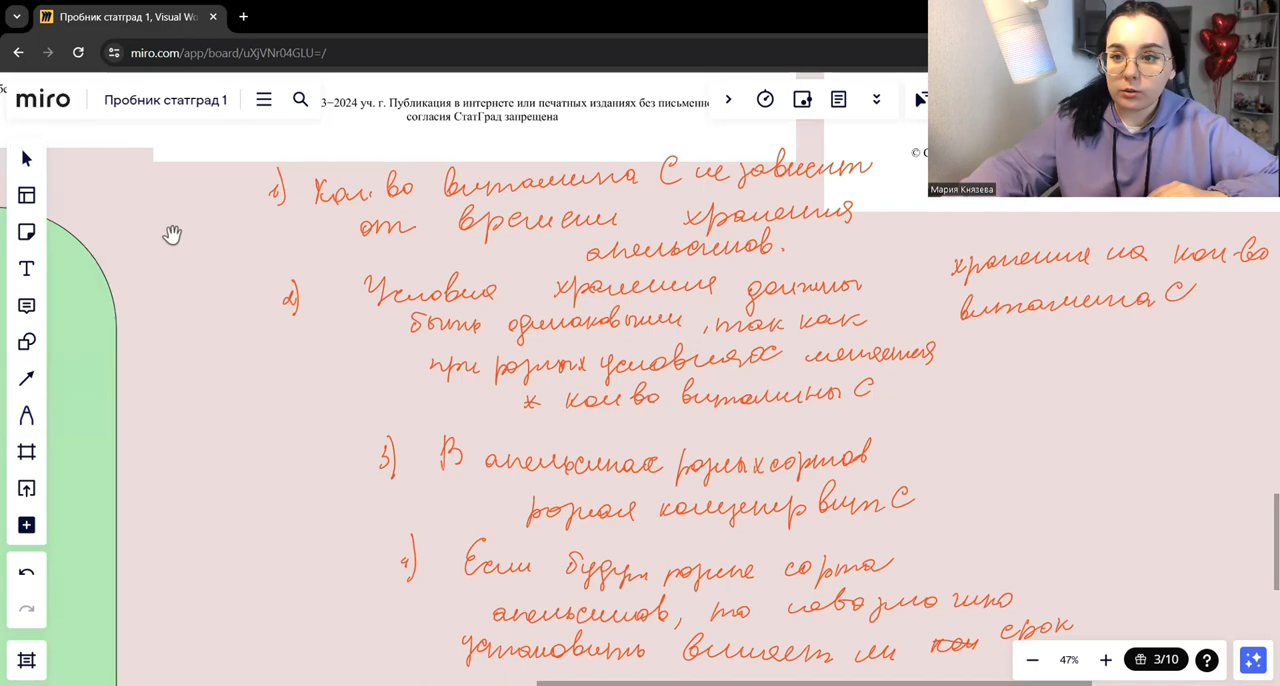 Пробник статград 1, Visual Wo
miro.com/app/board/uXjVNr04GLU=/
miro
Пробник статград 1
3−2024 уч. г. Публикация в интернете или печатных изданиях без письменно
согласия СтатГрад запрещена
Мария Князева
1) Кол-во витамина С не зависит
от времени хранения
апельсинов.
2) Условия хранения должны
быть одинаковыми, так как
при разных условиях меняется
кол во витамины С
3) В апельсинах разных сортов
разная концентр вит С
4) Если будут разные сорта
апельсинов, то невозможно
установить влияет ли срок
хранения на кол-во
витамина С
47%
3/10